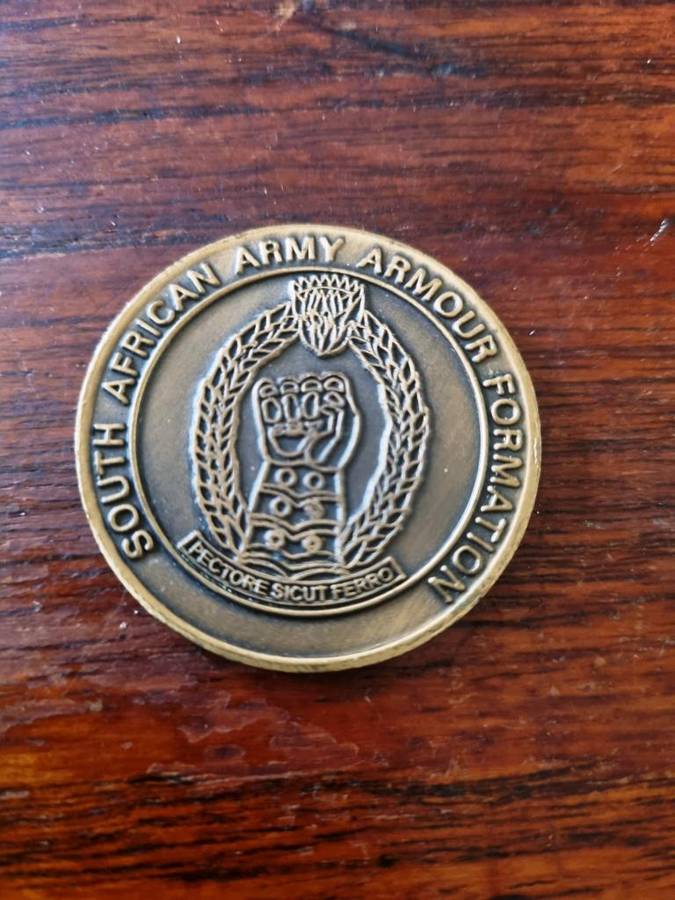 SOUTH AFRICAN ARMY ARMOUR FORMATION
PECTORE SICUT FERRO